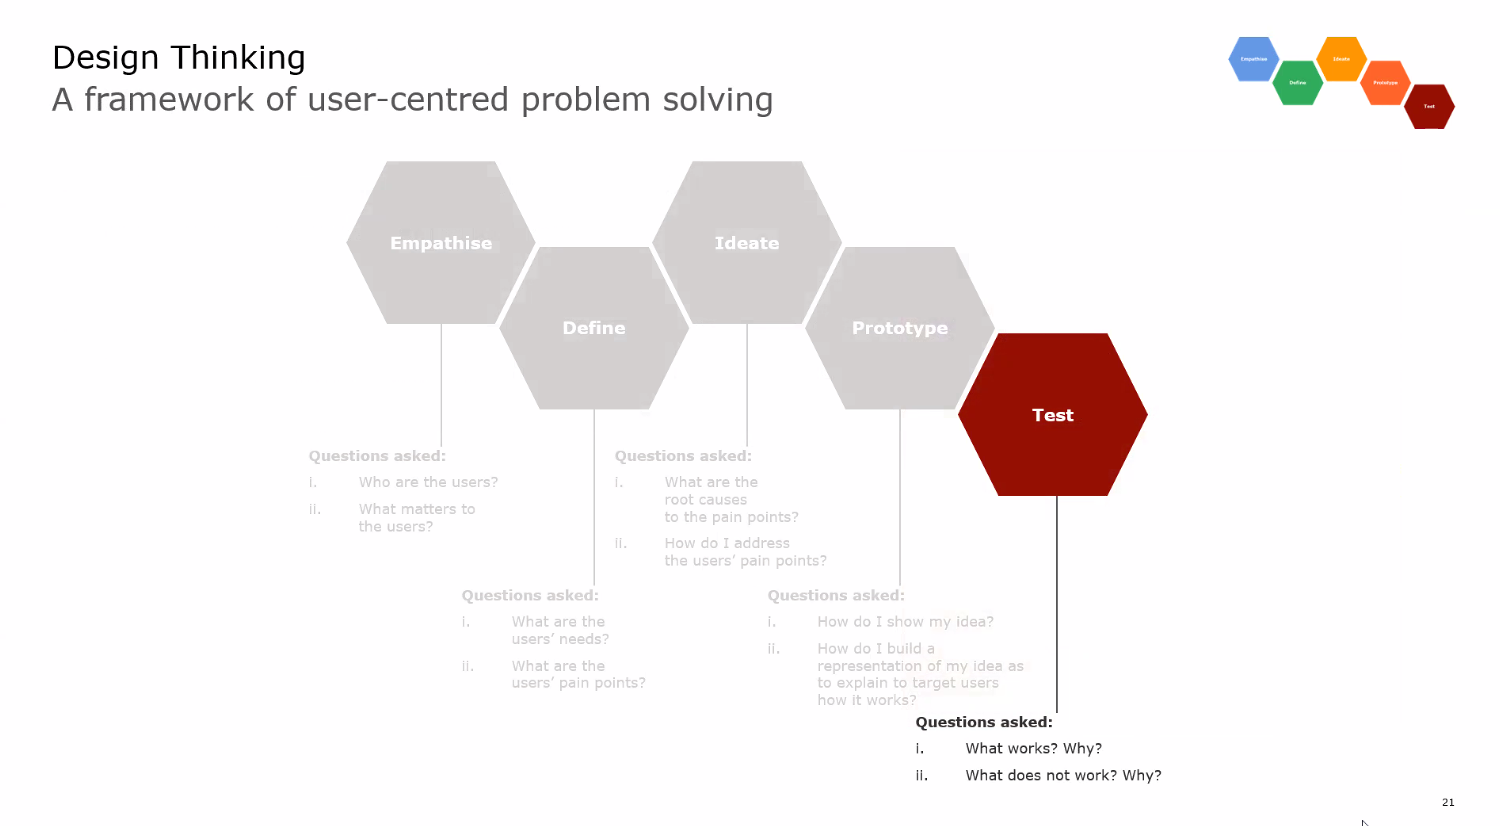 Design Thinking
A framework of user-centred problem solving
Empathise
Define
Ideate
Prototype
Test
Empathise
Define
Ideate
Prototype
Test
Questions asked:
i. Who are the users?
ii. What matters to
the users?
Questions asked:
i. What are the
users’ needs?
ii. What are the
users’ pain points?
Questions asked:
i. What are the
root causes
to the pain points?
ii. How do I address
the users’ pain points?
Questions asked:
i. How do I show my idea?
ii. How do I build a
representation of my idea as
to explain to target users
how it works?
Questions asked:
i. What works? Why?
ii. What does not work? Why?
21